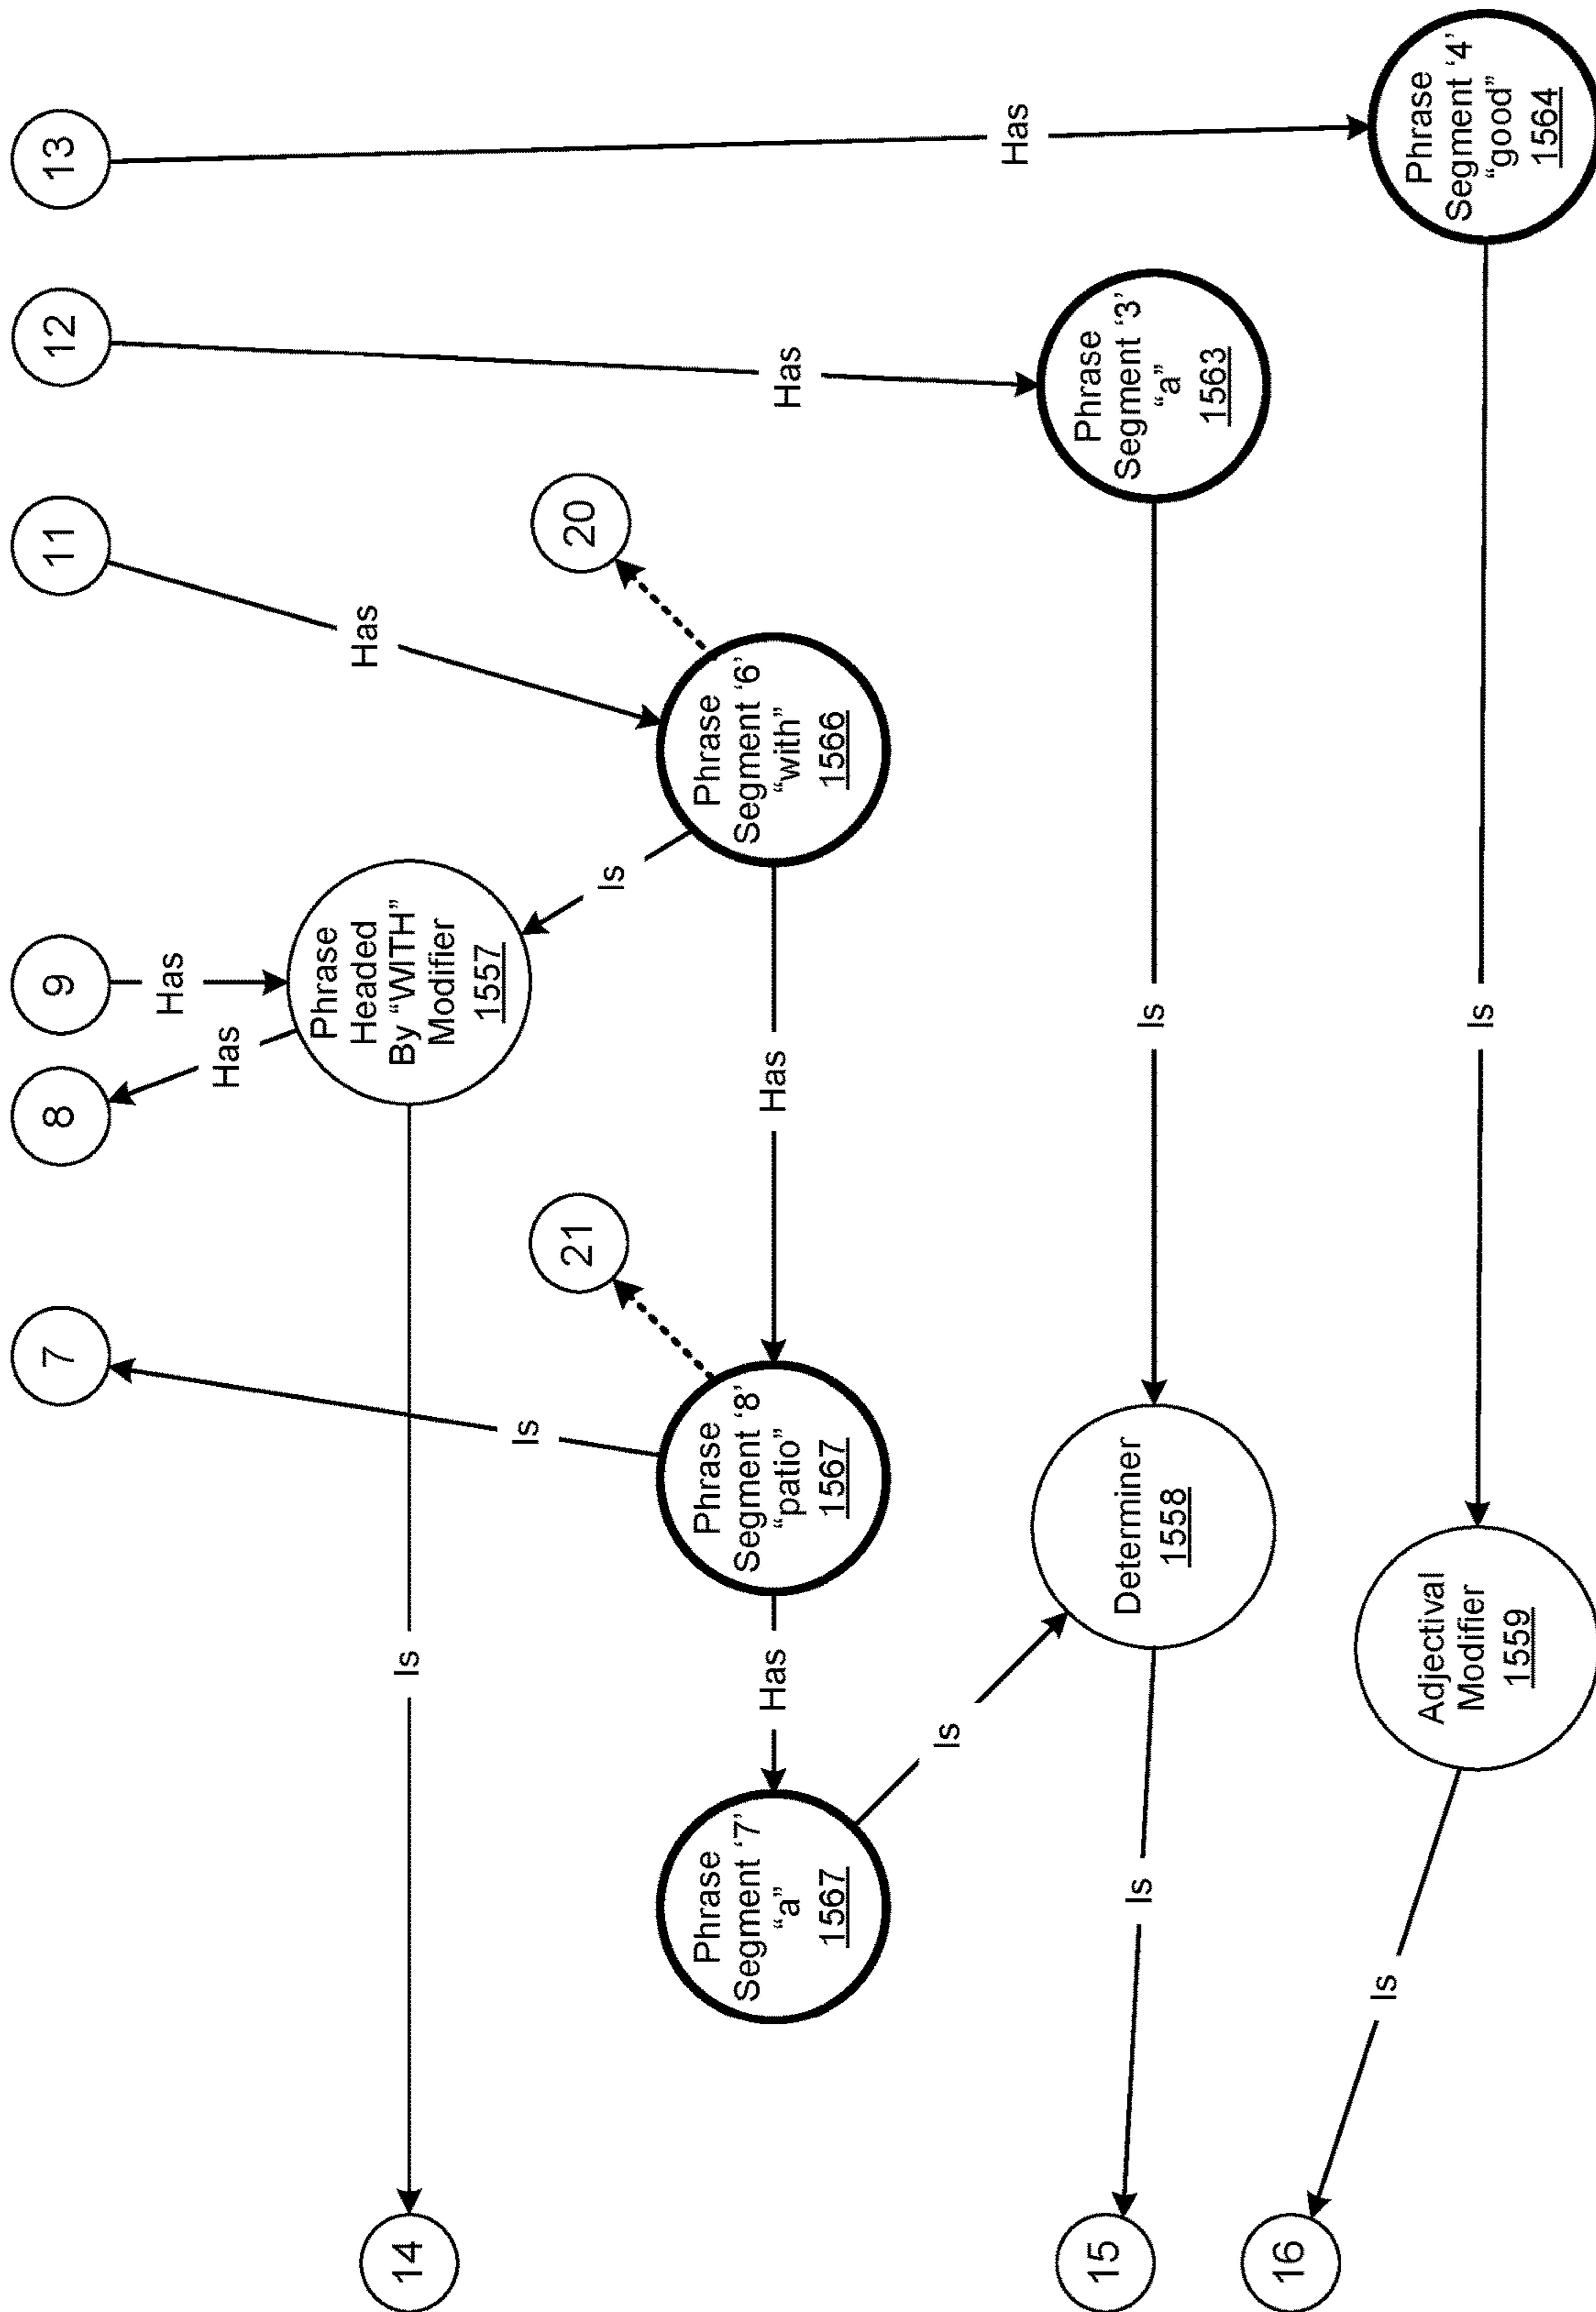 7
8
9
11
12
13
Has
Has
Has
14
Is
Phrase
Headed
By “WITH”
Modifier
1557
Is
21
20
Is
Phrase
Segment ‘7’
“a”
1567
Has
Phrase
Segment ‘8’
“patio”
1567
Has
Phrase
Segment ‘6’
“with”
1566
Has
Is
Is
15
Determiner
1558
Is
Phrase
Segment ‘3’
“a”
1563
Has
16
Is
Adjectival
Modifier
1559
Is
Phrase
Segment ‘4’
“good”
1564